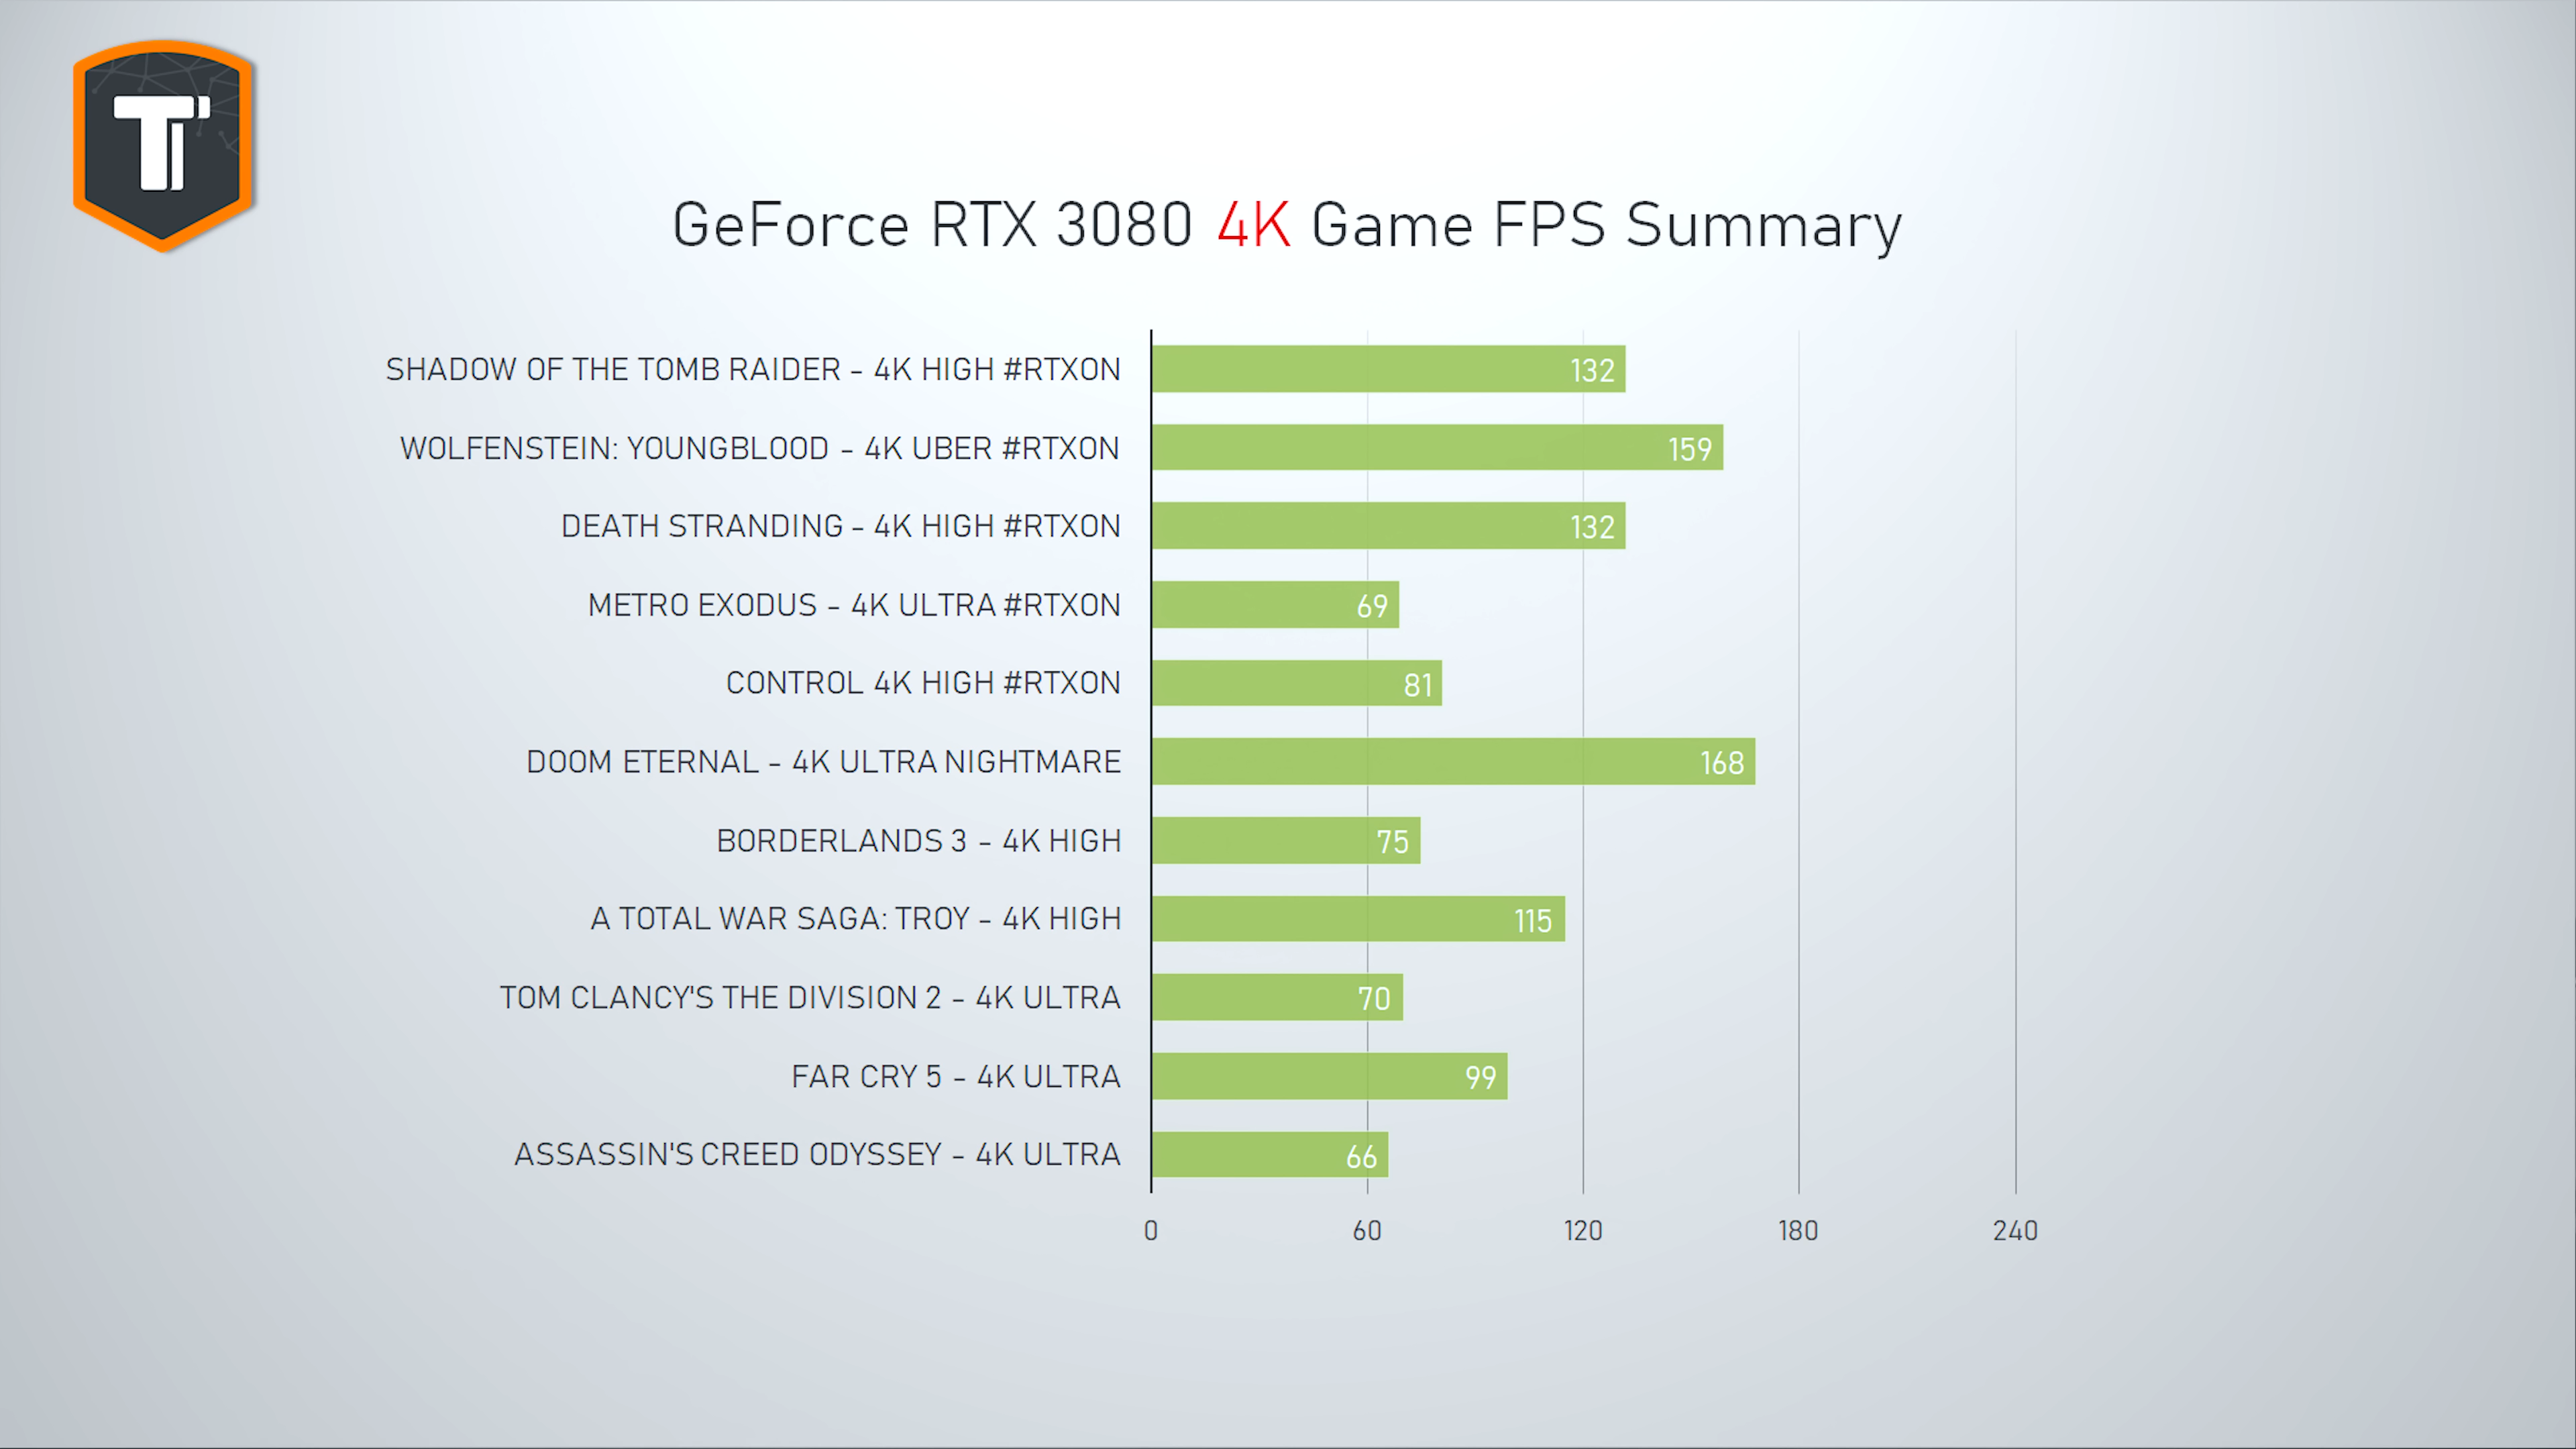 T
GeForce RTX 3080 4K Game FPS Summary
SHADOW OF THE TOMB RAIDER - 4K HIGH #RTXON 132
WOLFENSTEIN: YOUNGBLOOD - 4K UBER #RTXON 159
DEATH STRANDING - 4K HIGH #RTXON 132
METRO EXODUS - 4K ULTRA #RTXON 69
CONTROL 4K HIGH #RTXON 81
DOOM ETERNAL - 4K ULTRA NIGHTMARE 168
BORDERLANDS 3 - 4K HIGH 75
A TOTAL WAR SAGA: TROY - 4K HIGH 115
TOM CLANCY'S THE DIVISION 2 - 4K ULTRA 70
FAR CRY 5 - 4K ULTRA 99
ASSASSIN'S CREED ODYSSEY - 4K ULTRA 66
0 60 120 180 240